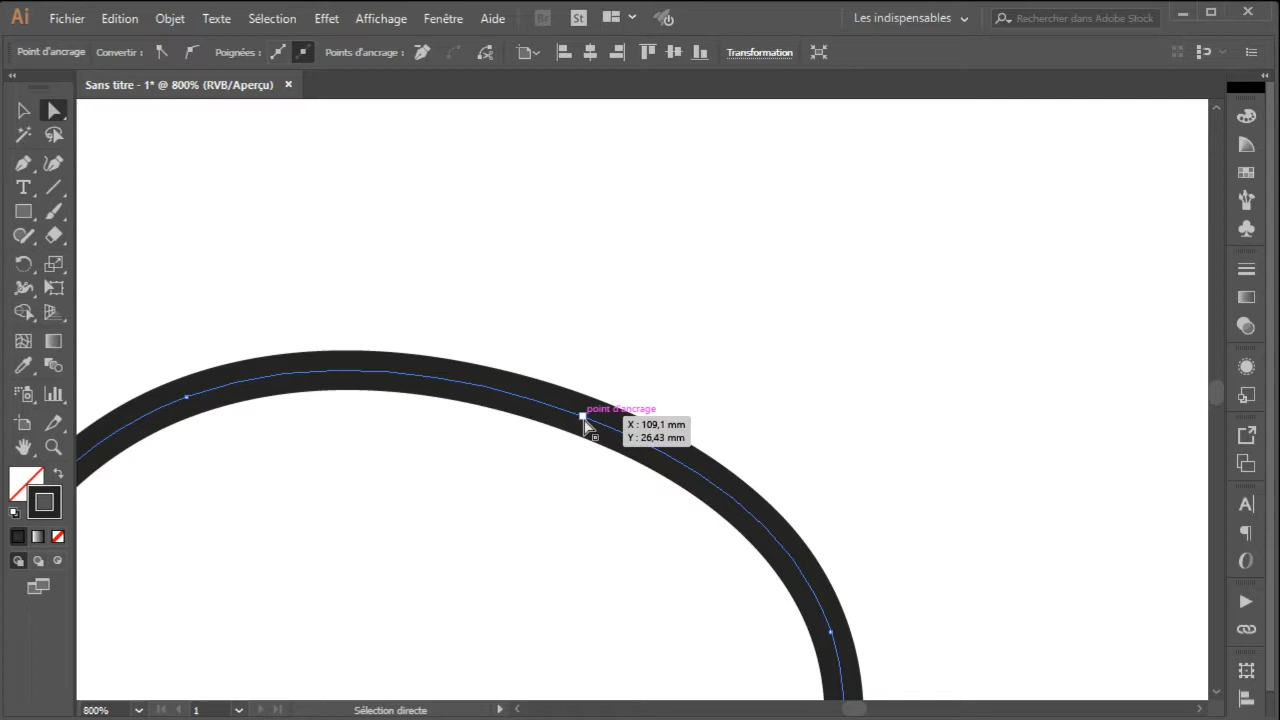 Ai Fichier Edition Objet Texte Sélection Effet Affichage Fenêtre Aide Br St Les indispensables Rechercher dans Adobe Stock
Point d'ancrage Convertir : Poignées : Points d'ancrage : Transformation
Sans titre - 1* @ 800% (RVB/Aperçu)
point d'ancrage
X : 109,1 mm
Y : 26,43 mm
800% 1 Sélection directe